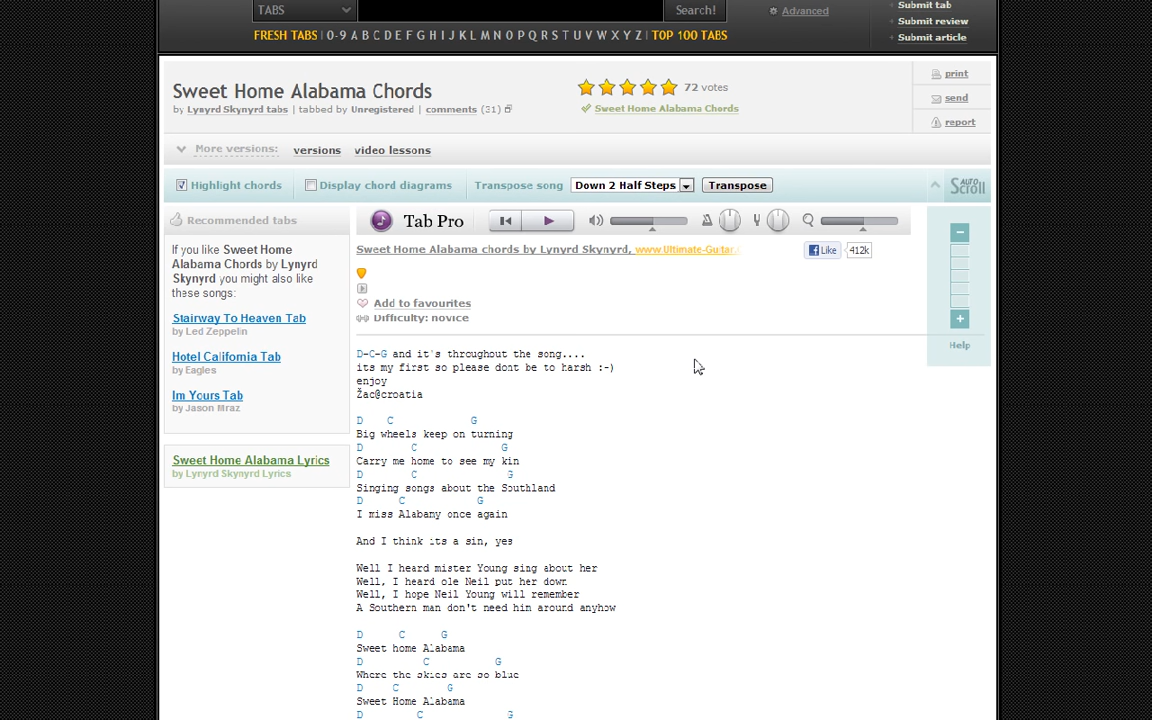 TABS Search! Advanced Submit tab
Submit review
FRESH TABS | 0-9 A B C D E F G H I J K L M N O P Q R S T U V W X Y Z | TOP 100 TABS Submit article
Sweet Home Alabama Chords
by Lynyrd Skynyrd tabs | tabbed by Unregistered | comments (31)
72 votes
Sweet Home Alabama Chords
print
send
report
More versions: versions video lessons
Highlight chords Display chord diagrams Transpose song Down 2 Half Steps Transpose AUTO Scroll
Recommended tabs
If you like Sweet Home
Alabama Chords by Lynyrd
Skynyrd you might also like
these songs:
Stairway To Heaven Tab
by Led Zeppelin
Hotel California Tab
by Eagles
Im Yours Tab
by Jason Mraz
Sweet Home Alabama Lyrics
by Lynyrd Skynyrd Lyrics
Tab Pro
Sweet Home Alabama chords by Lynyrd Skynyrd, www.Ultimate-Guitar.
Like 412k
Add to favourites
Difficulty: novice
Help
D-C-G and it's throughout the song....
its my first so please dont be to harsh :-)
enjoy
Žac@croatia
D C G
Big wheels keep on turning
D C G
Carry me home to see my kin
D C G
Singing songs about the Southland
D C G
I miss Alabamy once again
And I think its a sin, yes
Well I heard mister Young sing about her
Well, I heard ole Neil put her down
Well, I hope Neil Young will remember
A Southern man don't need him around anyhow
D C G
Sweet home Alabama
D C G
Where the skies are so blue
D C G
Sweet Home Alabama
D C G